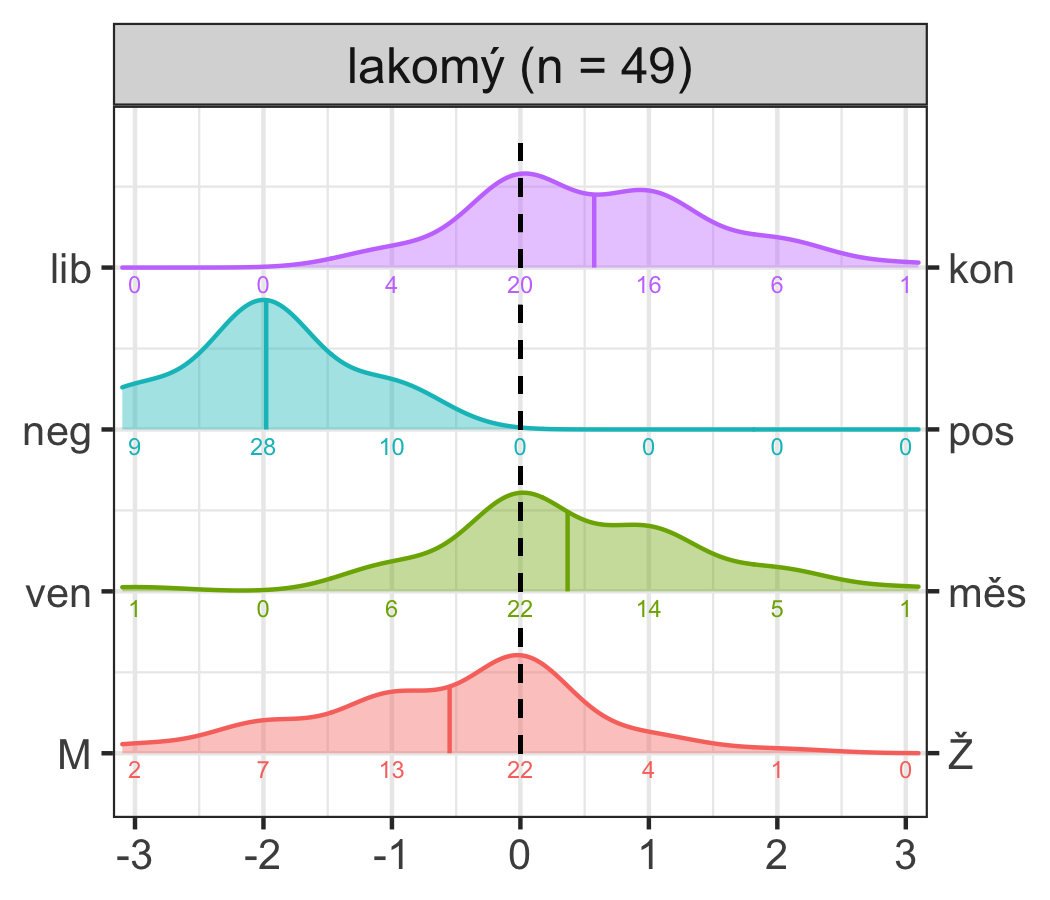 lakomý (n = 49)
lib kon
0 0 4 20 16 6 1
neg pos
9 28 10 0 0 0 0
ven měs
1 0 6 22 14 5 1
M Ž
2 7 13 22 4 1 0
-3 -2 -1 0 1 2 3